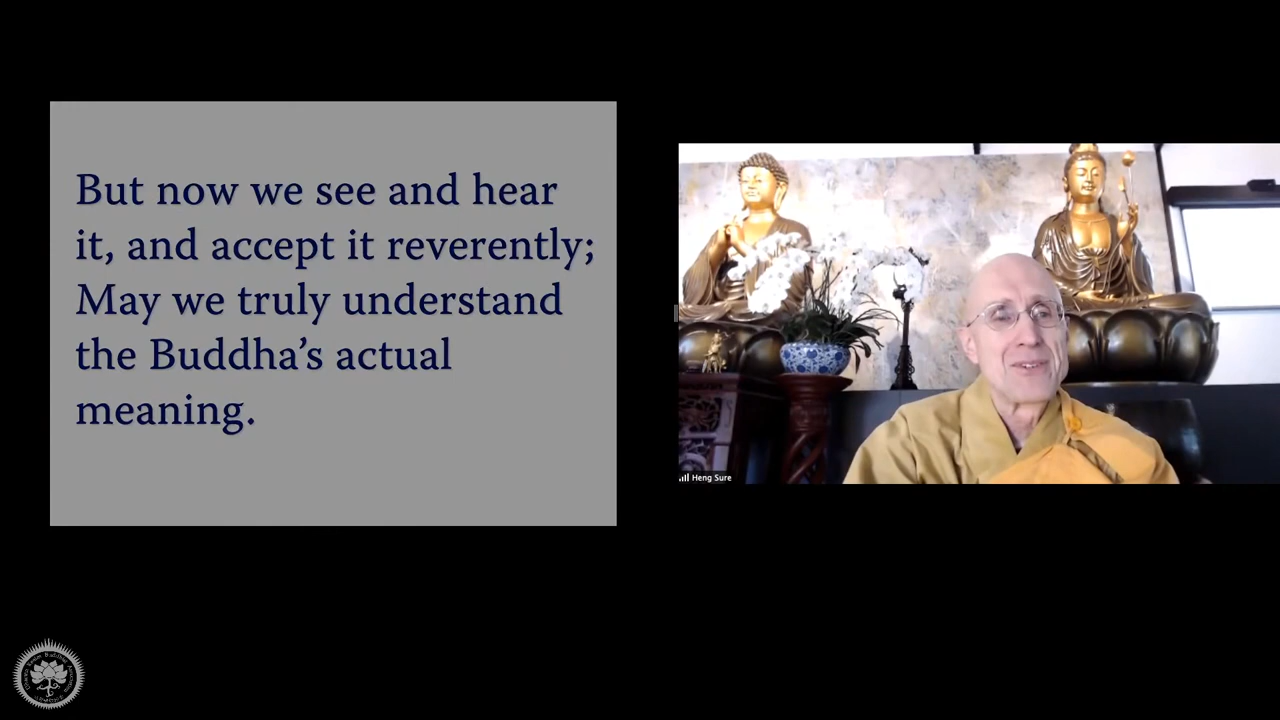 But now we see and hear
it, and accept it reverently;
May we truly understand
the Buddha’s actual
meaning.
Heng Sure